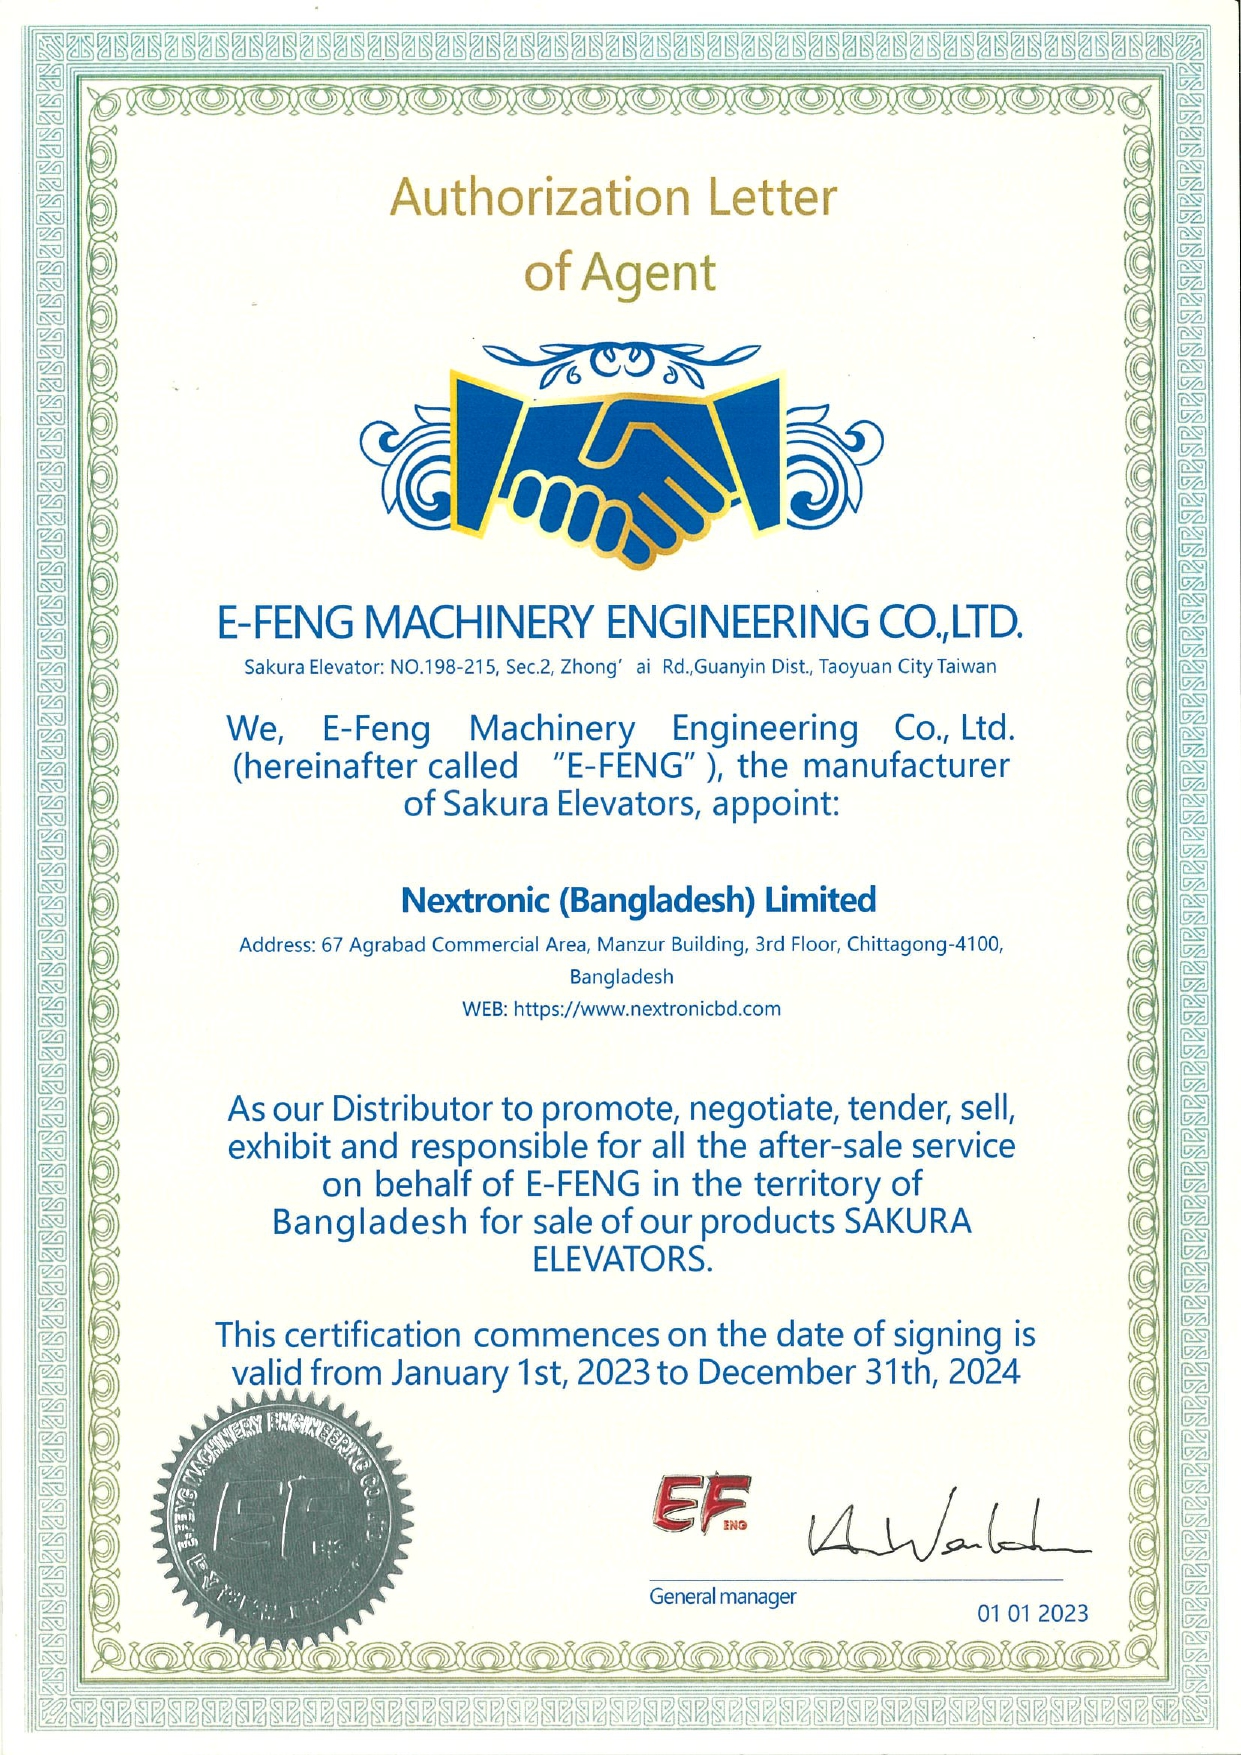 Authorization Letter
of Agent
E-FENG MACHINERY ENGINEERING CO.,LTD.
Sakura Elevator: NO.198-215, Sec.2, Zhong’ ai Rd.,Guanyin Dist., Taoyuan City Taiwan
We, E-Feng Machinery Engineering Co., Ltd.
(hereinafter called "E-FENG" ), the manufacturer
of Sakura Elevators, appoint:
Nextronic (Bangladesh) Limited
Address: 67 Agrabad Commercial Area, Manzur Building, 3rd Floor, Chittagong-4100,
Bangladesh
WEB: https://www.nextronicbd.com
As our Distributor to promote, negotiate, tender, sell,
exhibit and responsible for all the after-sale service
on behalf of E-FENG in the territory of
Bangladesh for sale of our products SAKURA
ELEVATORS.
This certification commences on the date of signing is
valid from January 1st, 2023 to December 31th, 2024
E-FENG MACHINERY ENGINEERING CO., LTD.
EF
EF
ENG
General manager
01 01 2023